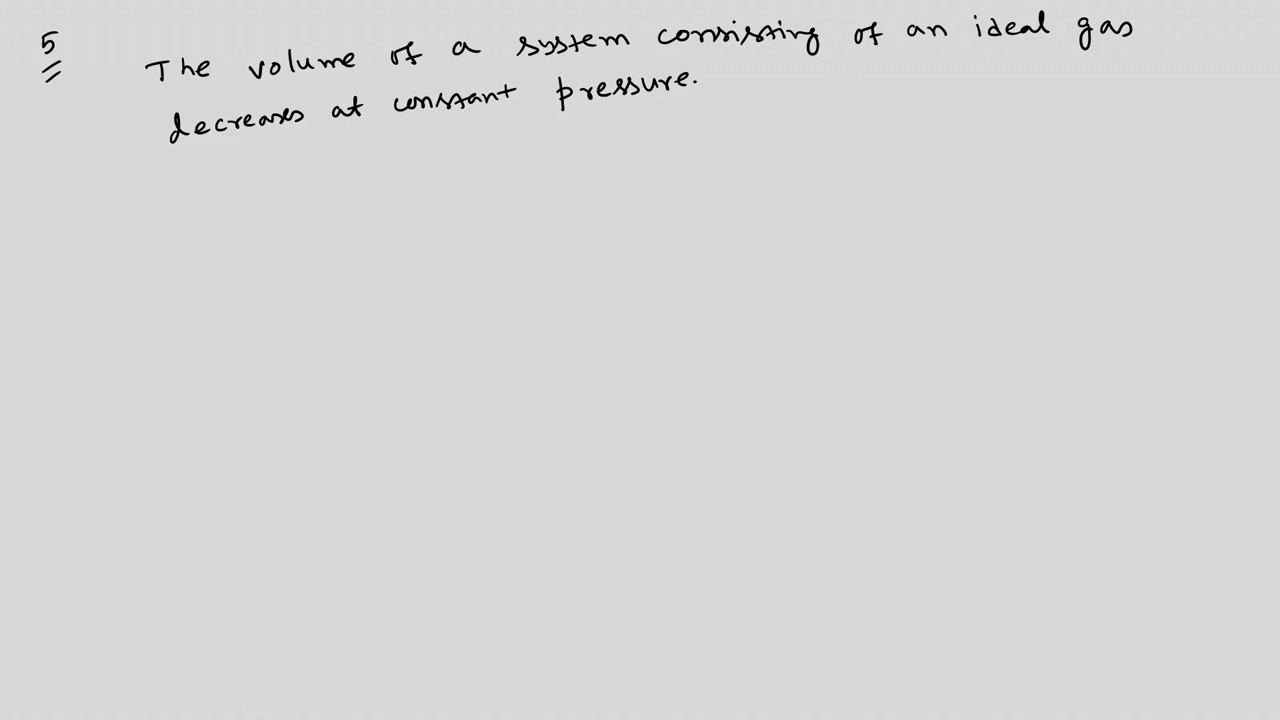 5 The volume of a system consisting of an ideal gas
decreases at constant pressure.